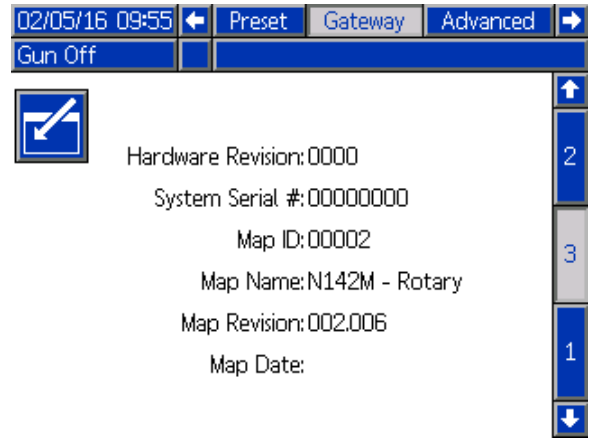 02/05/16 09:55 Preset Gateway Advanced
Gun Off
2
Hardware Revision: 0000
System Serial #: 00000000
Map ID: 00002
3
Map Name: N142M - Rotary
Map Revision: 002.006
1
Map Date: